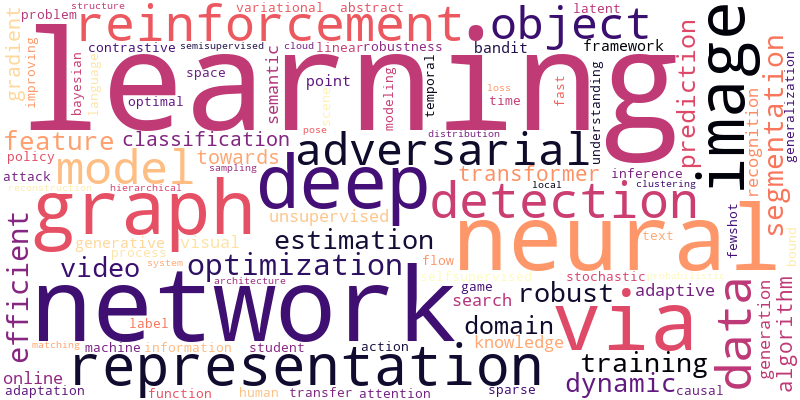 structure
problem
variational
abstract
latent
reinforcement
object
image
gradient
improving
contrastive
semisupervised
cloud
linear
robustness
bandit
framework
learning
bayesian
language
space
optimal
semantic
scene
point
modeling
temporal
loss
time
fast
understanding
prediction
segmentation
generalization
recognition
pose
distribution
feature
classification
adversarial
policy
model
towards
transformer
inference
attack
sampling
deep
detection
local
clustering
reconstruction
hierarchical
graph
unsupervised
neural
text
fewshot
bound
efficient
generative
visual
estimation
process
system
video
optimization
flow
selfsupervised
stochastic
probabilistic
architecture
network
game
search
robust
adaptive
via
data
generation
algorithm
label
domain
knowledge
matching
machine
information
student
action
training
representation
online
adaptation
function
human
transfer
attention
sparse
dynamic
causal